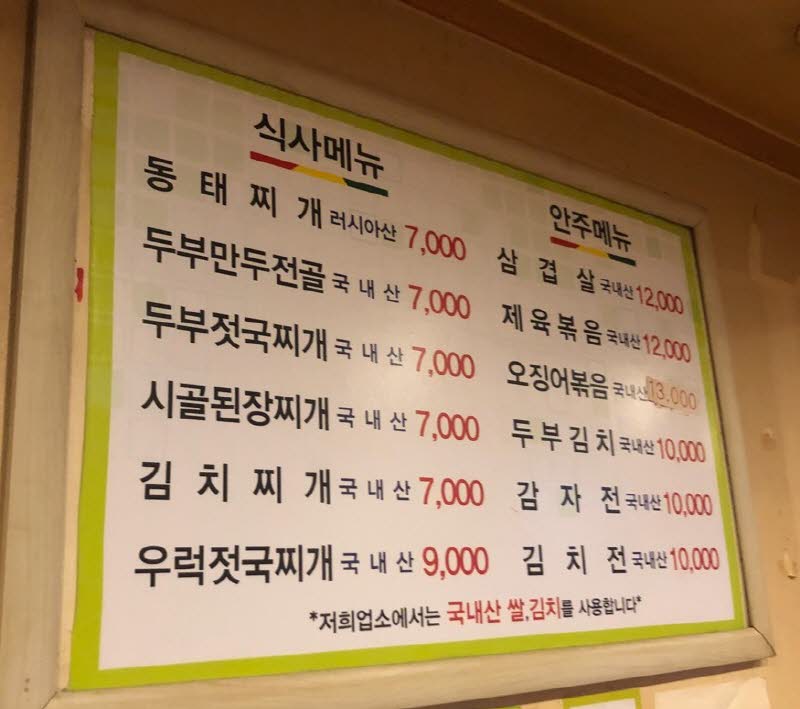 식사메뉴
동태찌개 러시아산 7,000
두부만두전골 국내산 7,000
두부젓국찌개 국내산 7,000
시골된장찌개 국내산 7,000
김치찌개 국내산 7,000
우럭젓국찌개 국내산 9,000
안주메뉴
삼겹살 국내산 12,000
제육볶음 국내산 12,000
오징어볶음 국내산 13.000
두부김치 국내산 10,000
감자전 국내산 10,000
김치전 국내산 10,000
*저희업소에서는 국내산 쌀,김치를 사용합니다*